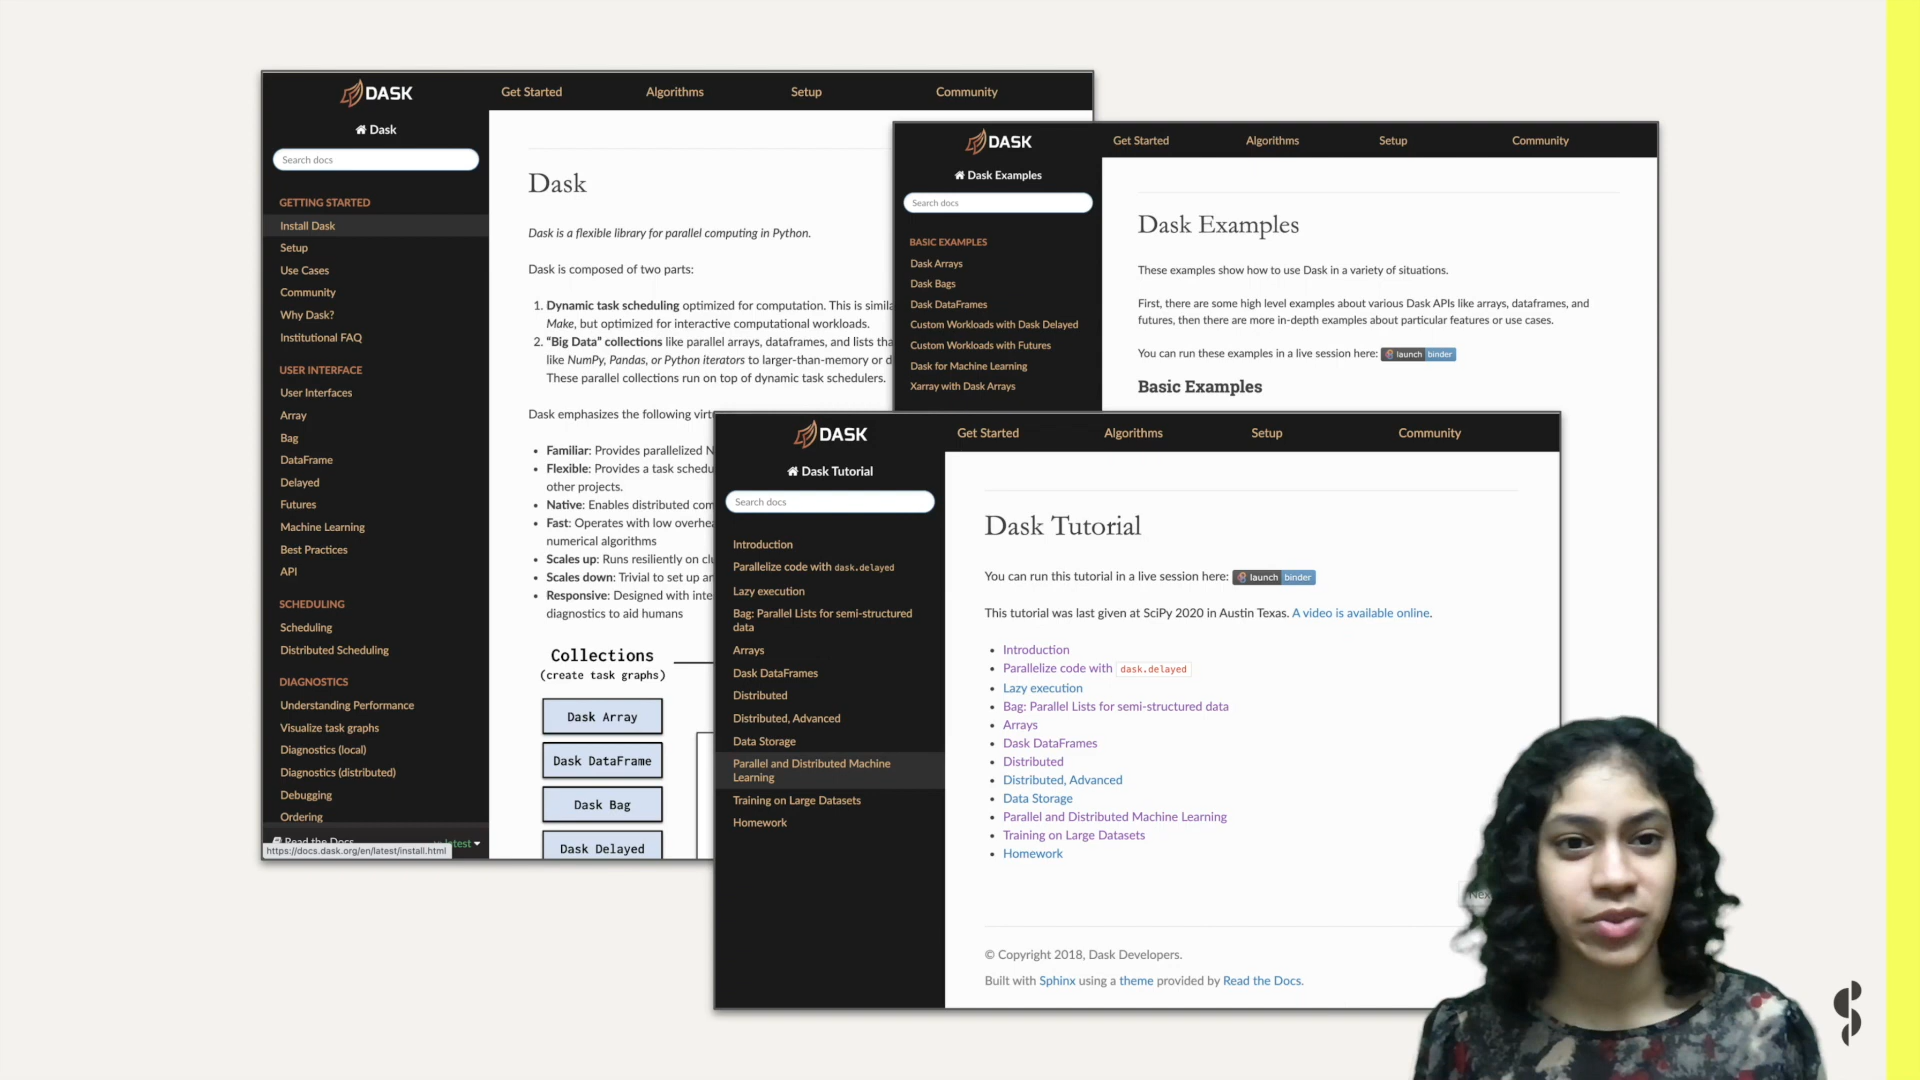 DASK
Get Started
Algorithms
Setup
Community
Dask
Search docs
GETTING STARTED
Install Dask
Setup
Use Cases
Community
Why Dask?
Institutional FAQ
USER INTERFACE
User Interfaces
Array
Bag
DataFrame
Delayed
Futures
Machine Learning
Best Practices
API
SCHEDULING
Scheduling
Distributed Scheduling
DIAGNOSTICS
Understanding Performance
Visualize task graphs
Diagnostics (local)
Diagnostics (distributed)
Debugging
Ordering
Read the Docs
https://docs.dask.org/en/latest/install.html
Dask
Dask is a flexible library for parallel computing in Python.
Dask is composed of two parts:
1. Dynamic task scheduling optimized for computation. This is
Make, but optimized for interactive computational workloads.
2. “Big Data” collections like parallel arrays, dataframes, and lists
like NumPy, Pandas, or Python iterators to larger-than-memory or
These parallel collections run on top of dynamic task schedulers.
Dask emphasizes the following
Familiar: Provides parallelized
Flexible: Provides a task
other projects.
Native: Enables distributed
Fast: Operates with low
numerical algorithms
Scales up: Runs resiliently on
Scales down: Trivial to set up
Responsive: Designed with
diagnostics to aid humans
Collections
(create task graphs)
Dask Array
Dask DataFrame
Dask Bag
Dask Delayed
DASK
Get Started
Algorithms
Setup
Community
Dask Examples
Search docs
BASIC EXAMPLES
Dask Arrays
Dask Bags
Dask DataFrames
Custom Workloads with Dask Delayed
Custom Workloads with Futures
Dask for Machine Learning
Xarray with Dask Arrays
Dask Examples
These examples show how to use Dask in a variety of situations.
First, there are some high level examples about various Dask APIs like arrays, dataframes, and
futures, then there are more in-depth examples about particular features or use cases.
You can run these examples in a live session here: launch binder
Basic Examples
DASK
Get Started
Algorithms
Setup
Community
Dask Tutorial
Search docs
Introduction
Parallelize code with dask.delayed
Lazy execution
Bag: Parallel Lists for semi-structured
data
Arrays
Dask DataFrames
Distributed
Distributed, Advanced
Data Storage
Parallel and Distributed Machine
Learning
Training on Large Datasets
Homework
Dask Tutorial
You can run this tutorial in a live session here: launch binder
This tutorial was last given at SciPy 2020 in Austin Texas. A video is available online.
Introduction
Parallelize code with dask.delayed
Lazy execution
Bag: Parallel Lists for semi-structured data
Arrays
Dask DataFrames
Distributed
Distributed, Advanced
Data Storage
Parallel and Distributed Machine Learning
Training on Large Datasets
Homework
© Copyright 2018, Dask Developers.
Built with Sphinx using a theme provided by Read the Docs.